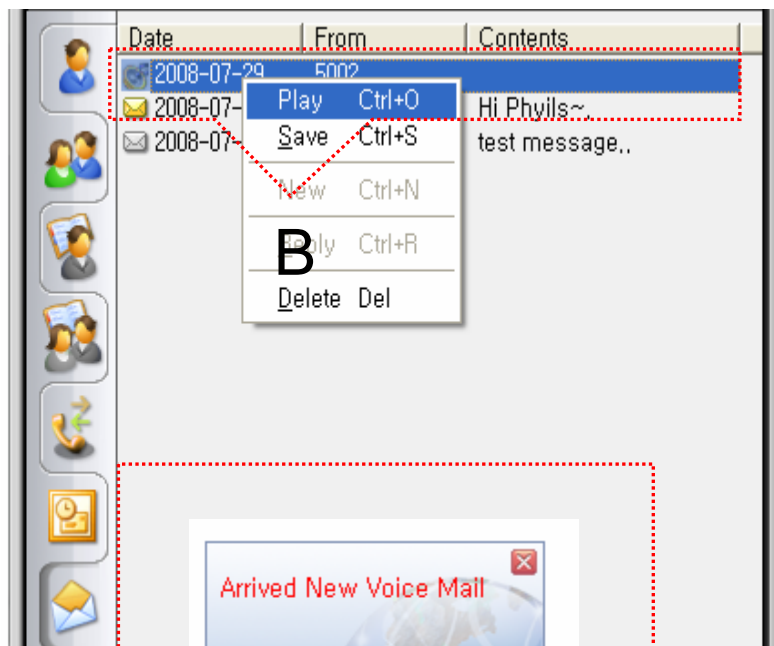 Date From Contents
2008-07-29 5002
2008-07- Hi Phyils~,
2008-07- test message,,
Play Ctrl+O
Save Ctrl+S
New Ctrl+N
Reply Ctrl+R
Delete Del
B
Arrived New Voice Mail